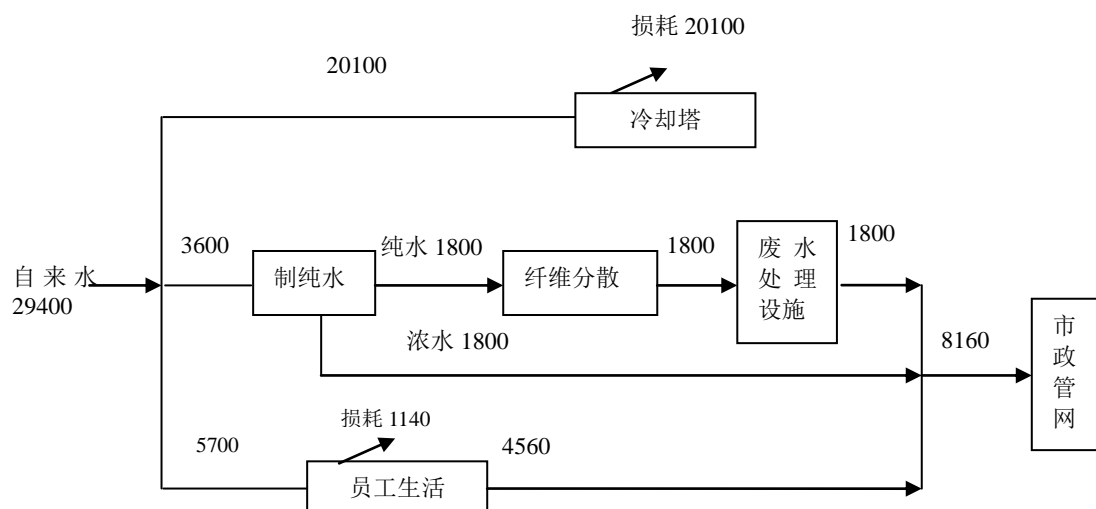 损耗 20100
20100
冷却塔
3600
纯水 1800
1800
1800
制纯水
纤维分散
废 水
处 理
设施
自 来 水
29400
浓水 1800
8160
市
政
管
网
损耗 1140
5700
4560
员工生活